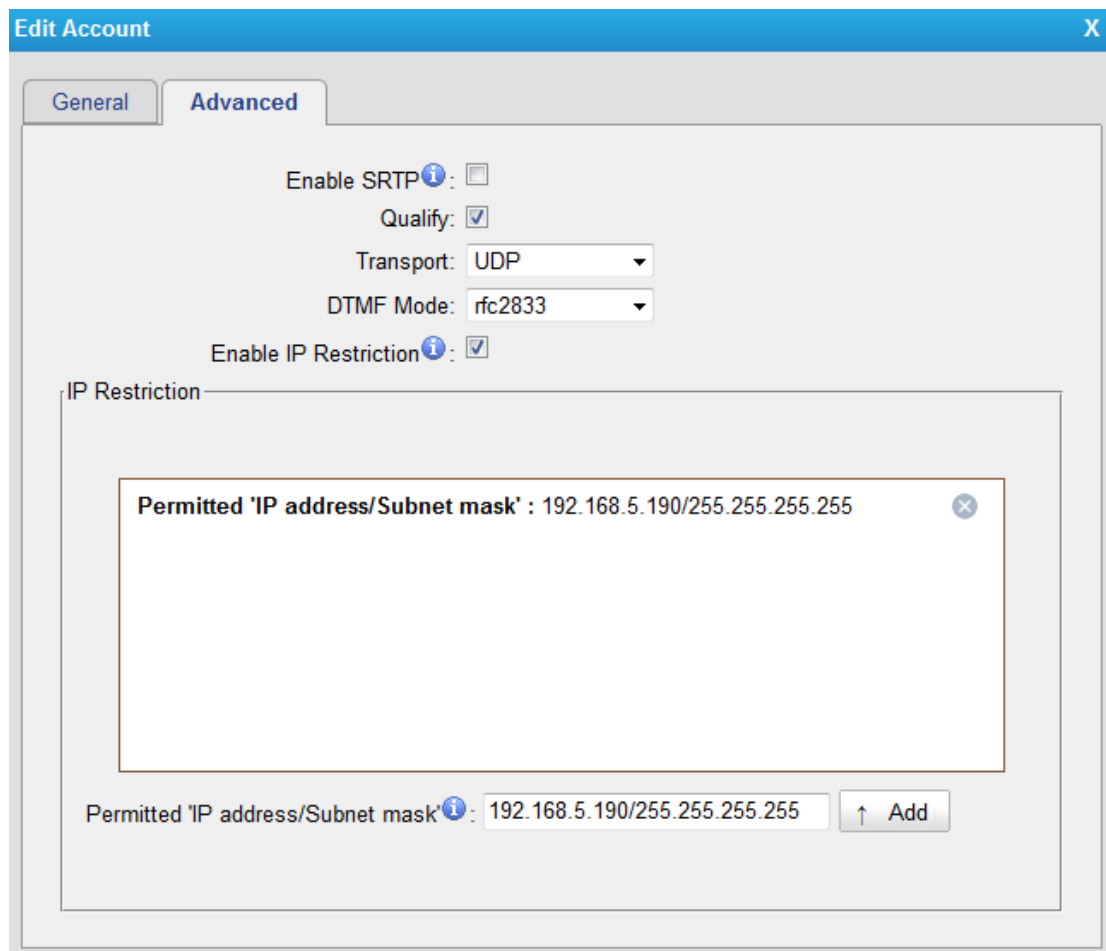 Edit Account X
General Advanced
Enable SRTP :
Qualify:
Transport: UDP
DTMF Mode: rfc2833
Enable IP Restriction :
IP Restriction
Permitted 'IP address/Subnet mask' : 192.168.5.190/255.255.255.255
Permitted 'IP address/Subnet mask' : 192.168.5.190/255.255.255.255 ↑ Add